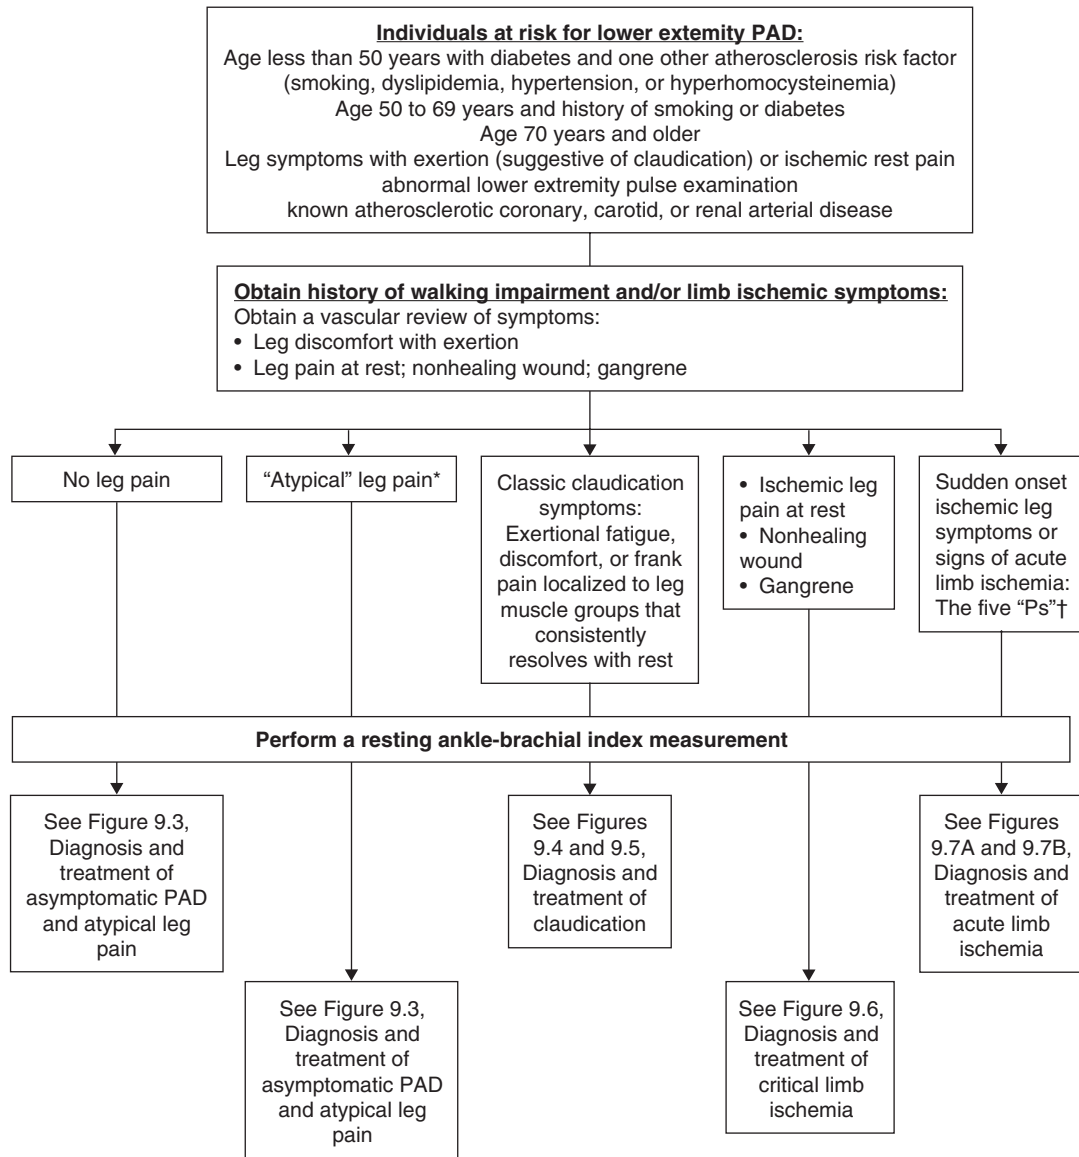 Individuals at risk for lower extemity PAD:
Age less than 50 years with diabetes and one other atherosclerosis risk factor
(smoking, dyslipidemia, hypertension, or hyperhomocysteinemia)
Age 50 to 69 years and history of smoking or diabetes
Age 70 years and older
Leg symptoms with exertion (suggestive of claudication) or ischemic rest pain
abnormal lower extremity pulse examination
known atherosclerotic coronary, carotid, or renal arterial disease
Obtain history of walking impairment and/or limb ischemic symptoms:
Obtain a vascular review of symptoms:
• Leg discomfort with exertion
• Leg pain at rest; nonhealing wound; gangrene
No leg pain
“Atypical” leg pain*
Classic claudication
symptoms:
Exertional fatigue,
discomfort, or frank
pain localized to leg
muscle groups that
consistently
resolves with rest
• Ischemic leg
pain at rest
• Nonhealing
wound
• Gangrene
Sudden onset
ischemic leg
symptoms or
signs of acute
limb ischemia:
The five “Ps”†
Perform a resting ankle-brachial index measurement
See Figure 9.3,
Diagnosis and
treatment of
asymptomatic PAD
and atypical leg
pain
See Figure 9.3,
Diagnosis and
treatment of
asymptomatic PAD
and atypical leg
pain
See Figures
9.4 and 9.5,
Diagnosis and
treatment of
claudication
See Figure 9.6,
Diagnosis and
treatment of
critical limb
ischemia
See Figures
9.7A and 9.7B,
Diagnosis and
treatment of
acute limb
ischemia